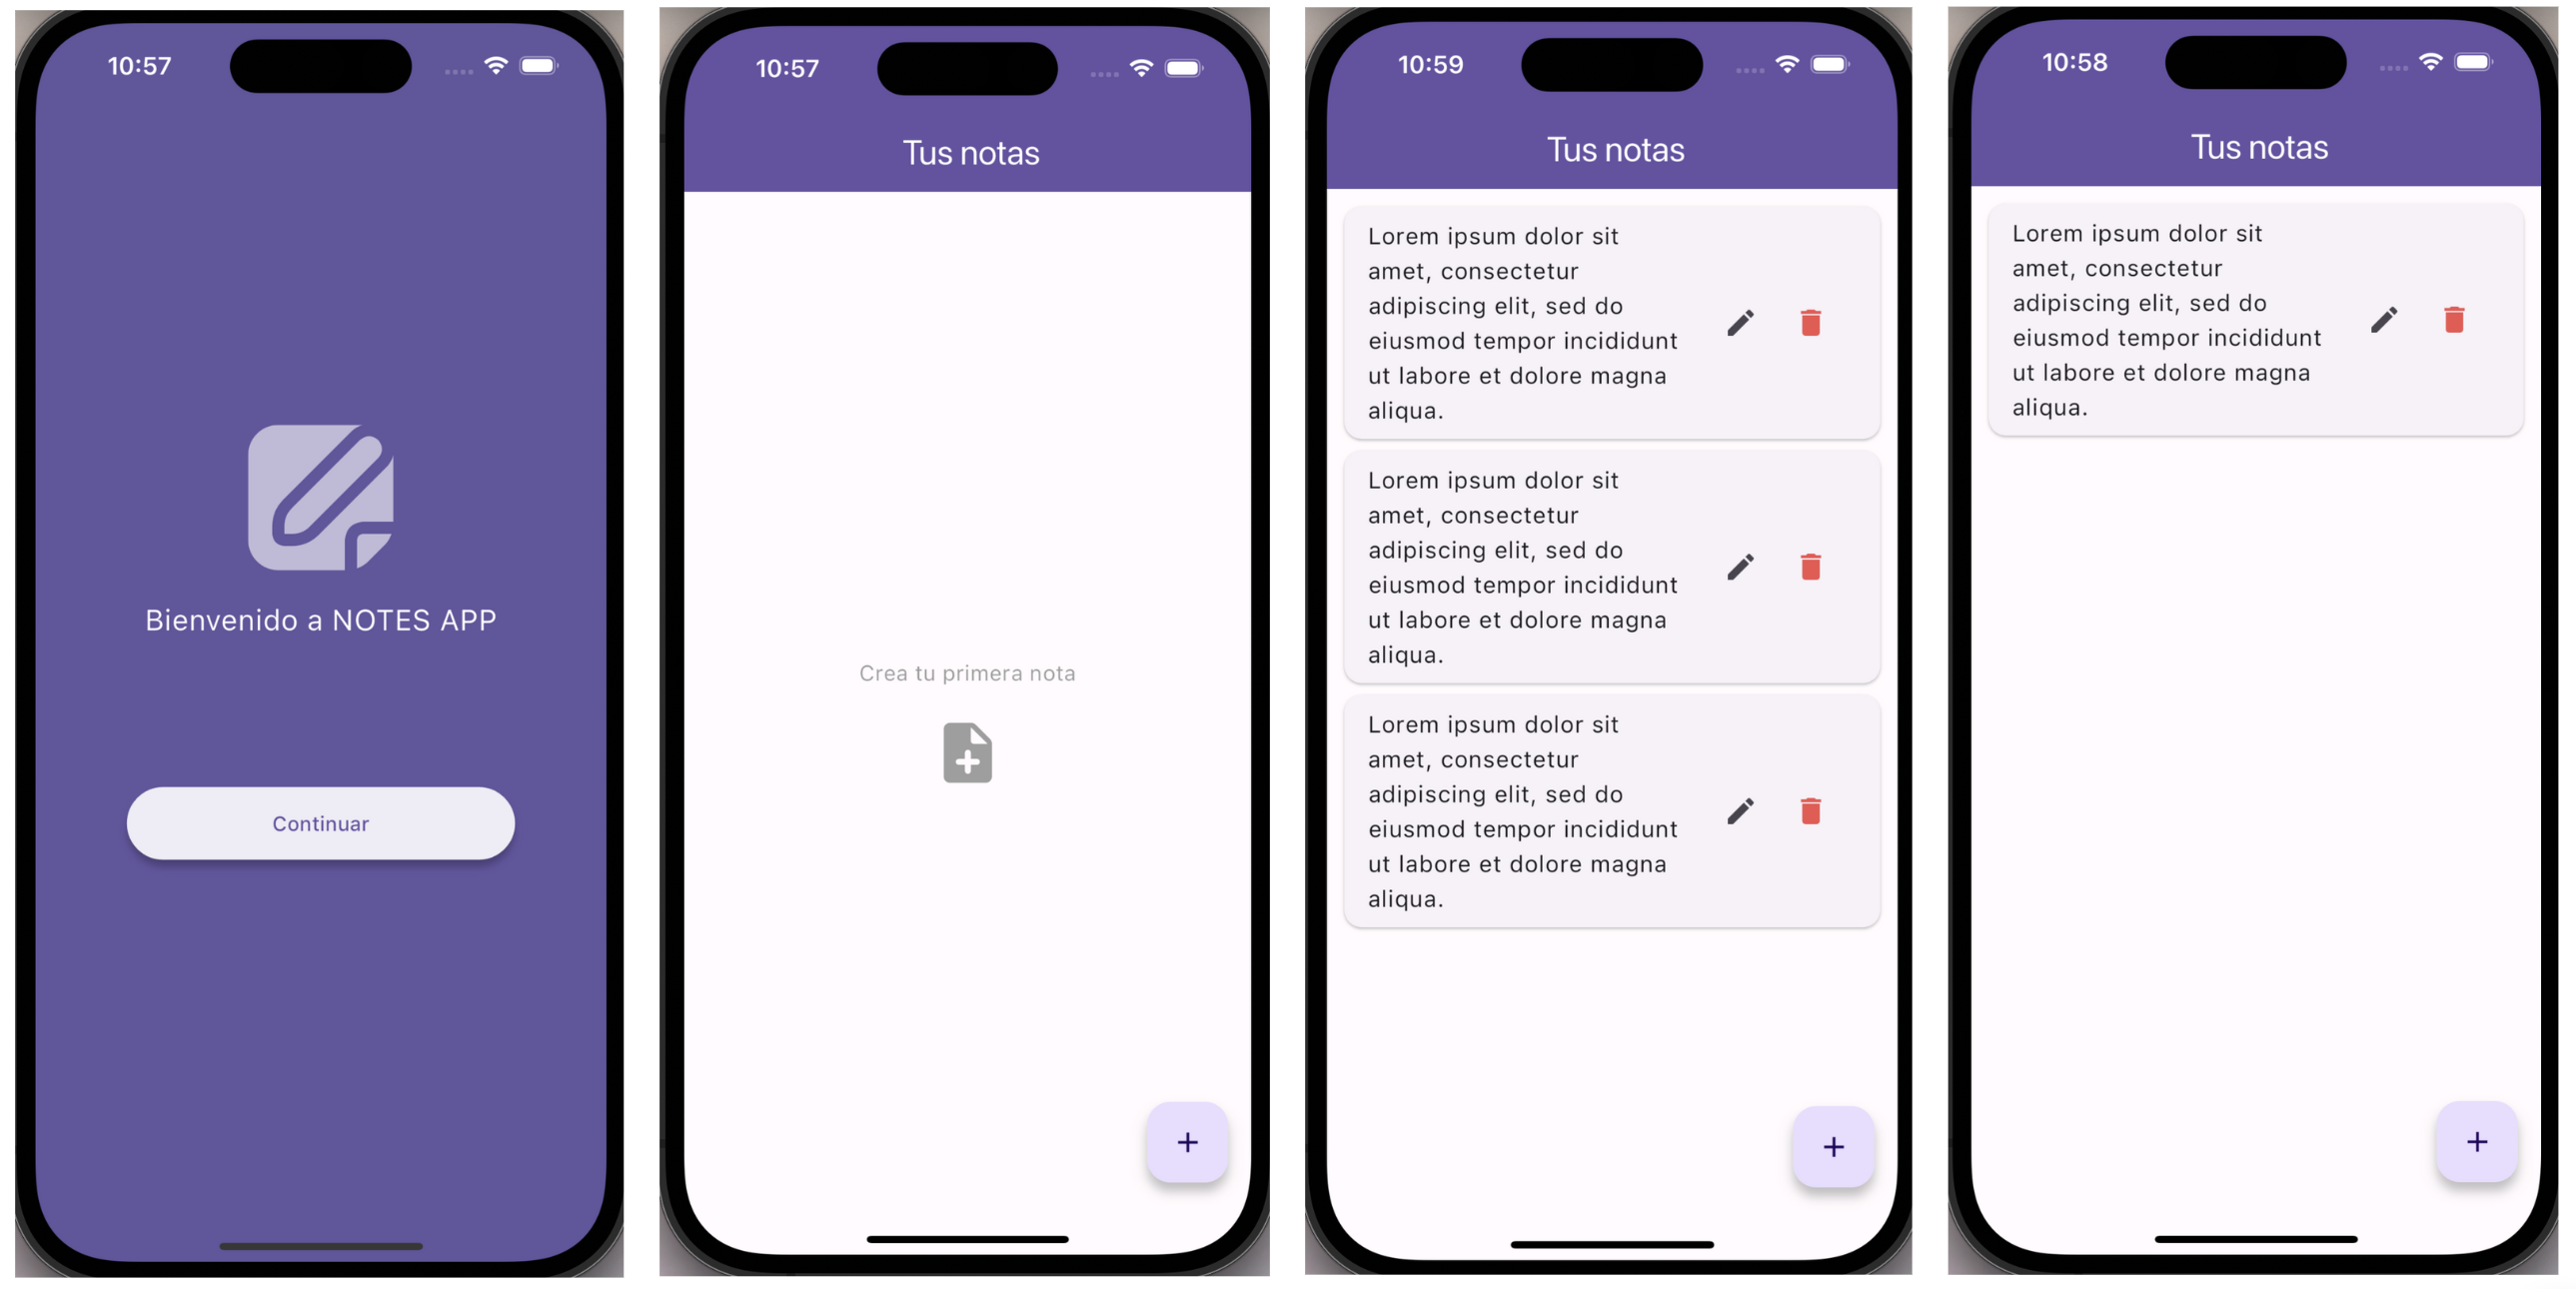 10:57
Bienvenido a NOTES APP
Continuar
10:57
Tus notas
Crea tu primera nota
10:59
Tus notas
Lorem ipsum dolor sit
amet, consectetur
adipiscing elit, sed do
eiusmod tempor incididunt
ut labore et dolore magna
aliqua.
Lorem ipsum dolor sit
amet, consectetur
adipiscing elit, sed do
eiusmod tempor incididunt
ut labore et dolore magna
aliqua.
Lorem ipsum dolor sit
amet, consectetur
adipiscing elit, sed do
eiusmod tempor incididunt
ut labore et dolore magna
aliqua.
10:58
Tus notas
Lorem ipsum dolor sit
amet, consectetur
adipiscing elit, sed do
eiusmod tempor incididunt
ut labore et dolore magna
aliqua.